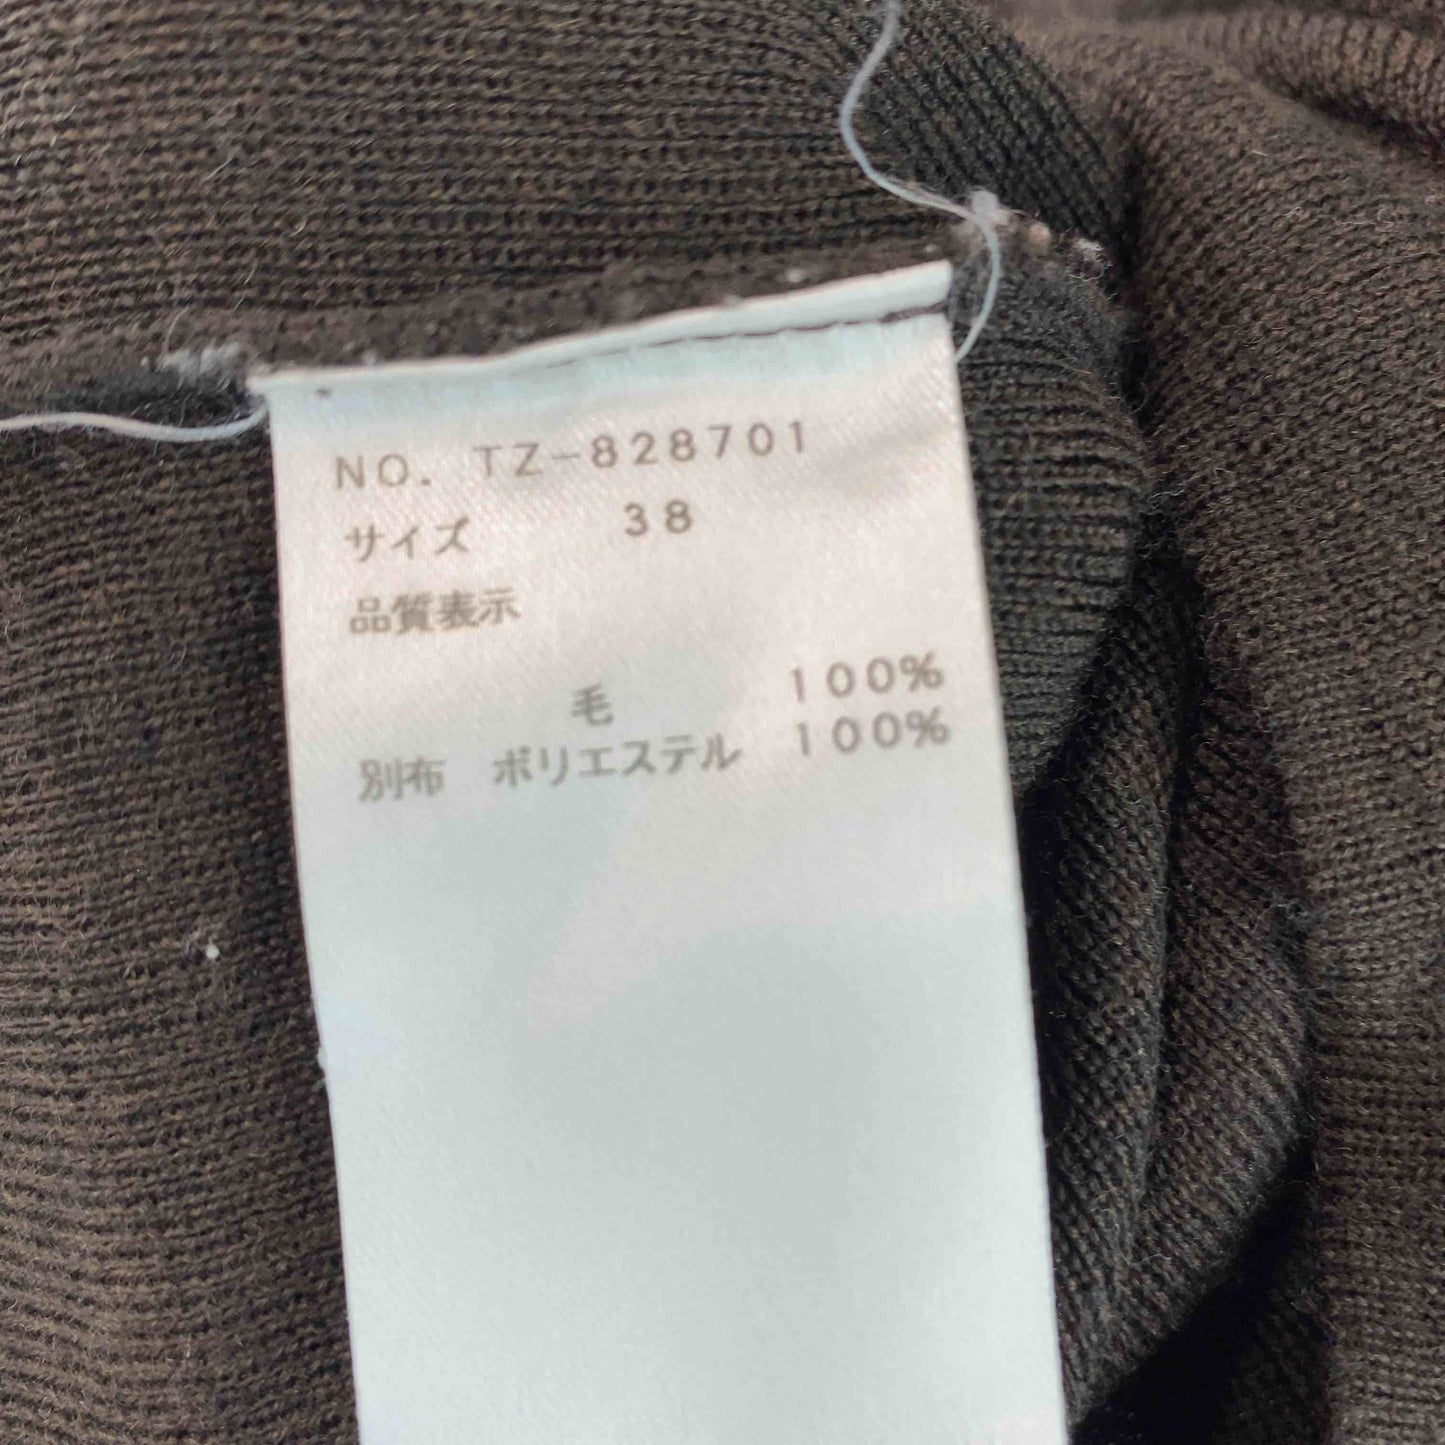 NO. TZ-828701
サイズ 38
品質表示
毛 100%
別布 ポリエステル 100%